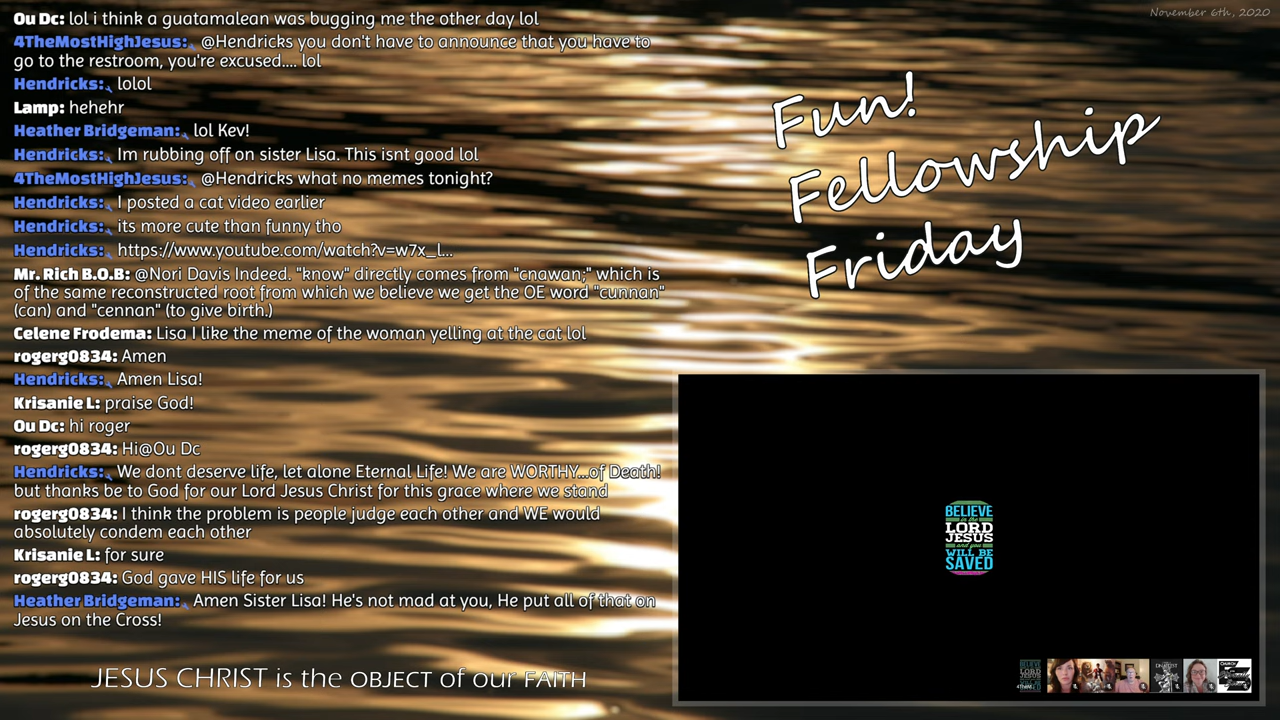 Ou Dc: lol i think a guatamalean was bugging me the other day lol
4TheMostHighJesus: @Hendricks you don't have to announce that you have to
go to the restroom, you're excused.... lol
Hendricks: lolol
Lamp: hehehr
Heather Bridgeman: lol Kev!
Hendricks: Im rubbing off on sister Lisa. This isnt good lol
4TheMostHighJesus: @Hendricks what no memes tonight?
Hendricks: I posted a cat video earlier
Hendricks: its more cute than funny tho
Hendricks: https://www.youtube.com/watch?v=w7x_l...
Mr. Rich B.O.B: @Nori Davis Indeed. "know" directly comes from "cnawan;" which is
of the same reconstructed root from which we believe we get the OE word "cunnan"
(can) and "cennan" (to give birth.)
Celene Frodema: Lisa I like the meme of the woman yelling at the cat lol
rogerg0834: Amen
Hendricks: Amen Lisa!
Krisanie L: praise God!
Ou Dc: hi roger
rogerg0834: Hi@Ou Dc
Hendricks: We dont deserve life, let alone Eternal Life! We are WORTHY...of Death!
but thanks be to God for our Lord Jesus Christ for this grace where we stand
rogerg0834: I think the problem is people judge each other and WE would
absolutely condem each other
Krisanie L: for sure
rogerg0834: God gave HIS life for us
Heather Bridgeman: Amen Sister Lisa! He's not mad at you, He put all of that on
Jesus on the Cross!
JESUS CHRIST is the OBJECT of our FAITH
November 6th, 2020
Fun!
Fellowship
Friday
BELIEVE
in the
LORD
JESUS
and you
WILL BE
SAVED